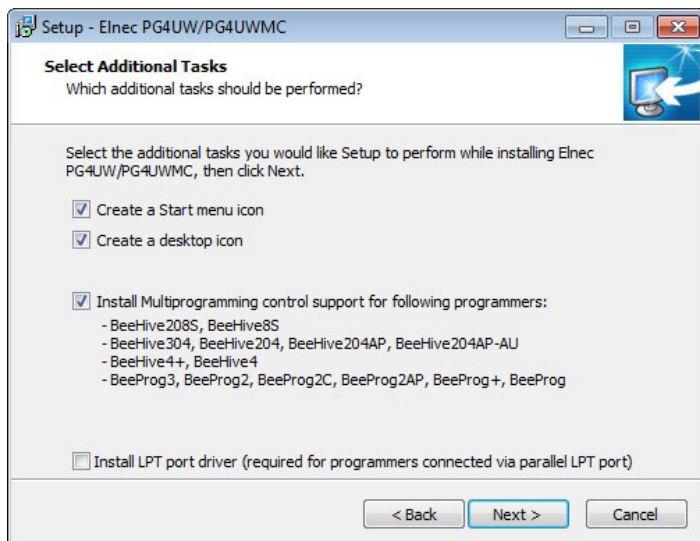 Setup - Elnec PG4UW/PG4UWMC
Select Additional Tasks
Which additional tasks should be performed?
Select the additional tasks you would like Setup to perform while installing Elnec
PG4UW/PG4UWMC, then click Next.
Create a Start menu icon
Create a desktop icon
Install Multiprogramming control support for following programmers:
- BeeHive208S, BeeHive8S
- BeeHive304, BeeHive204, BeeHive204AP, BeeHive204AP-AU
- BeeHive4+, BeeHive4
- BeeProg3, BeeProg2, BeeProg2C, BeeProg2AP, BeeProg+, BeeProg
Install LPT port driver (required for programmers connected via parallel LPT port)
< Back Next > Cancel